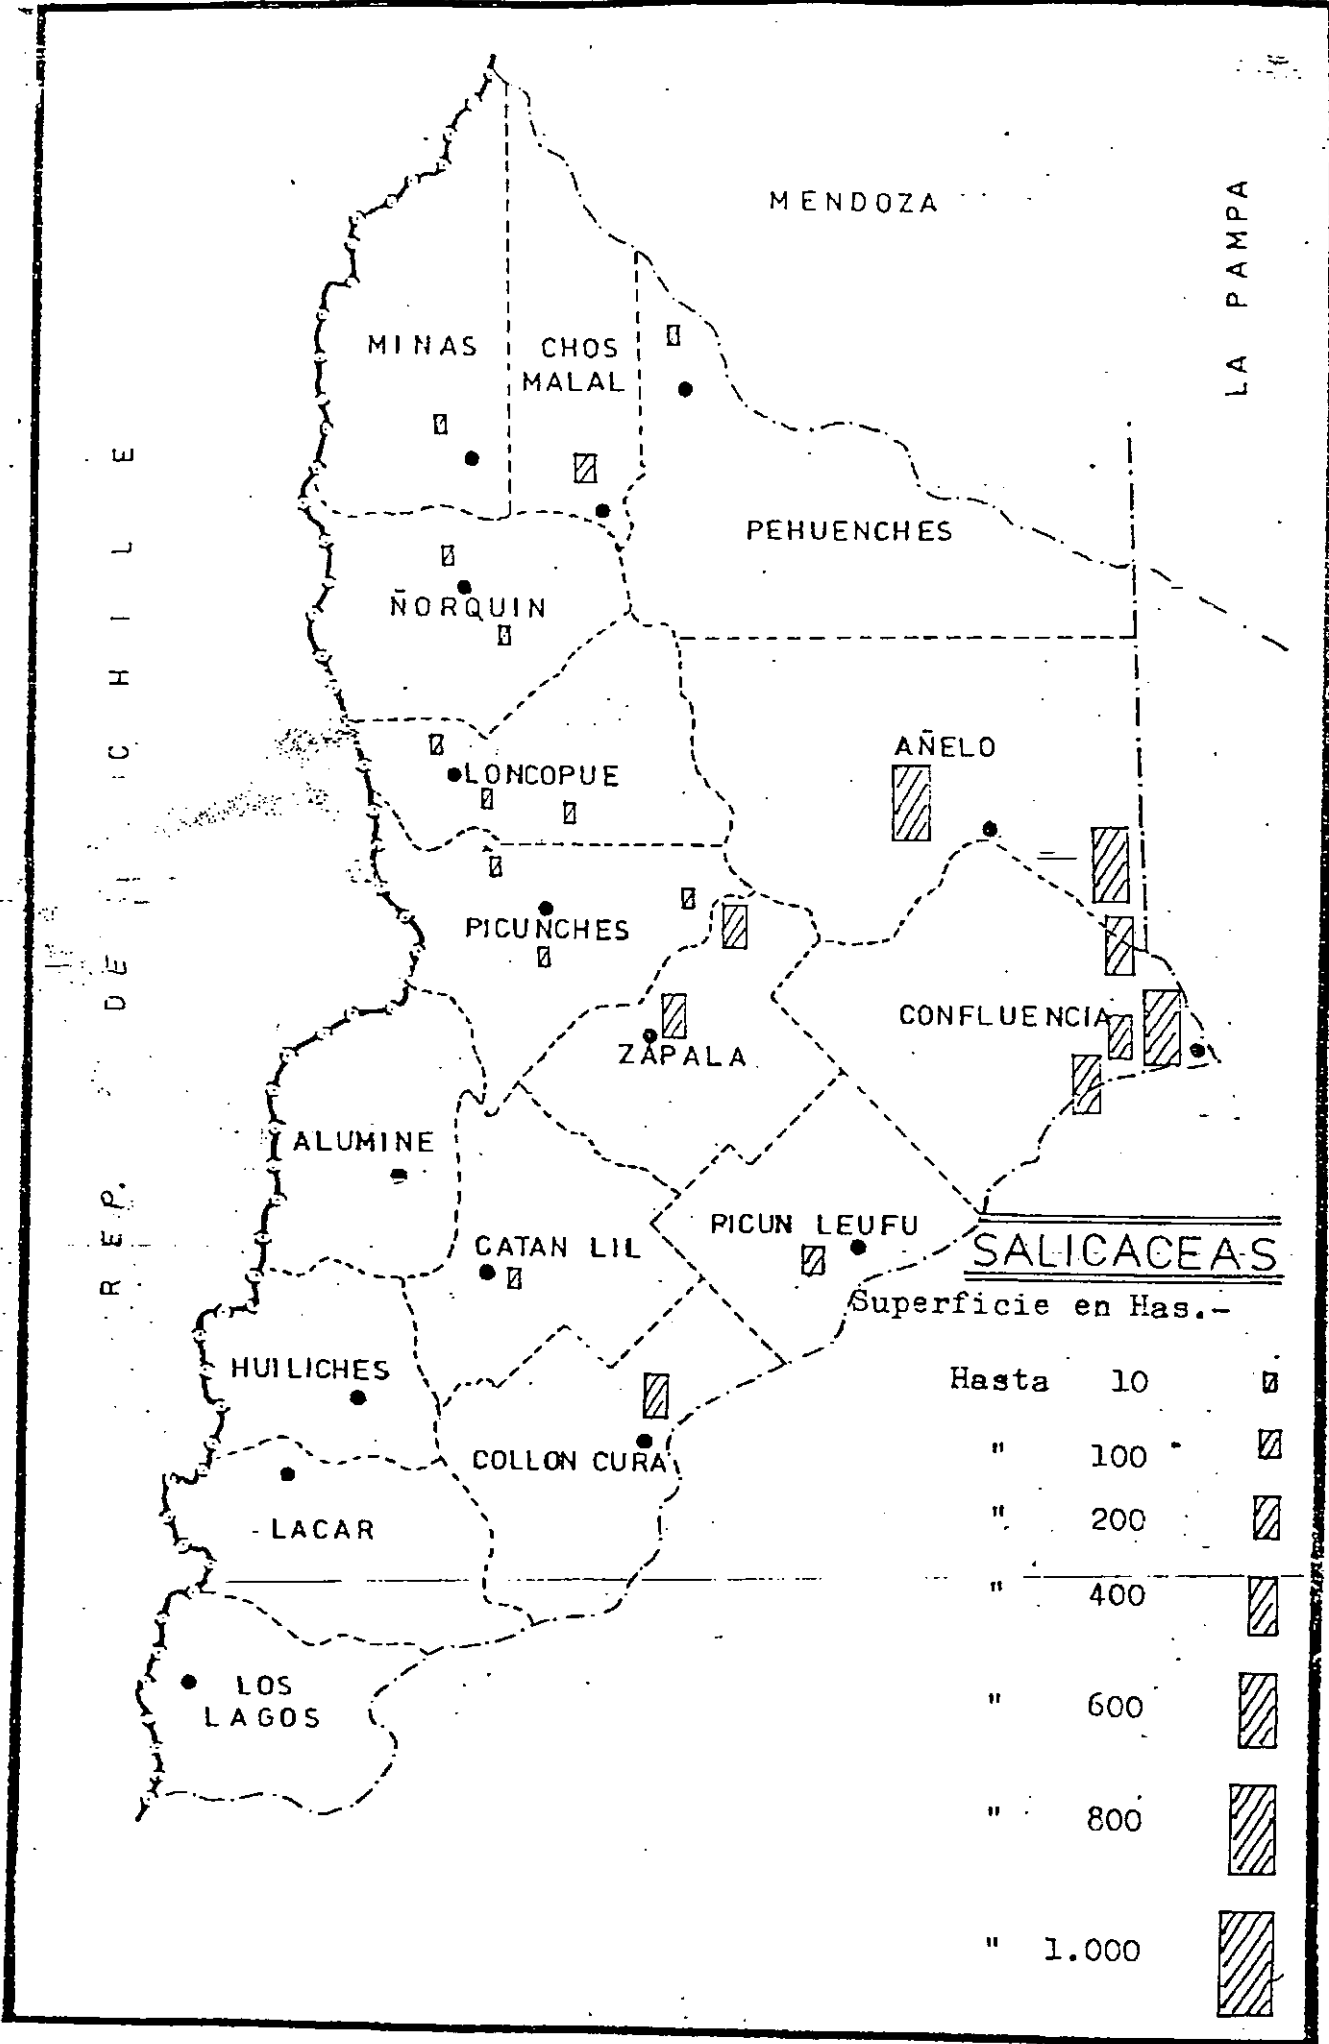 MENDOZA
LA PAMPA
REP. DE CHILE
MINAS
CHOS
MALAL
PEHUENCHES
ÑORQUIN
AÑELO
LONCOPUE
PICUNCHES
CONFLUENCIA
ZAPALA
ALUMINE
PICUN LEUFU
CATAN LIL
HUILICHES
COLLON CURA
LACAR
LOS
LAGOS
SALICACEAS
Superficie en Has.-
Hasta 10
" 100
" 200
" 400
" 600
" 800
" 1.000